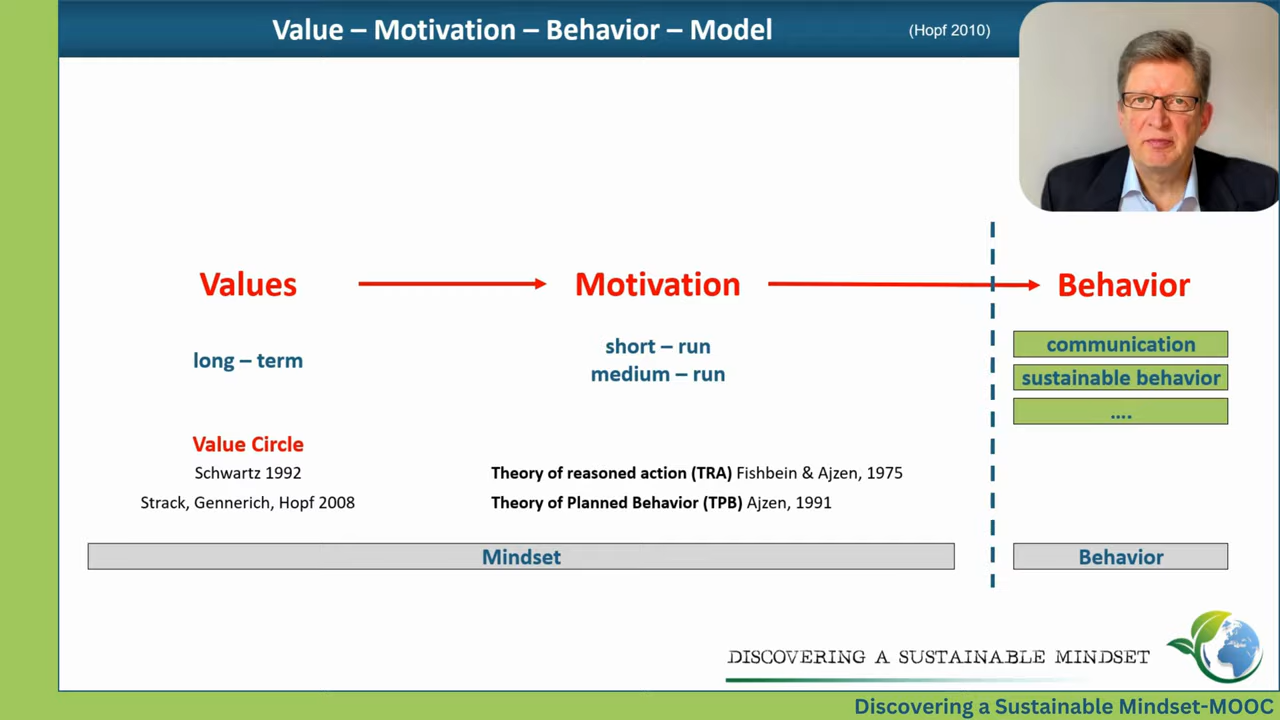 Value – Motivation – Behavior – Model
(Hopf 2010)
Values
Motivation
Behavior
long – term
short – run
medium – run
communication
sustainable behavior
....
Value Circle
Schwartz 1992
Strack, Gennerich, Hopf 2008
Theory of reasoned action (TRA) Fishbein & Ajzen, 1975
Theory of Planned Behavior (TPB) Ajzen, 1991
Mindset
Behavior
DISCOVERING A SUSTAINABLE MINDSET
Discovering a Sustainable Mindset-MOOC